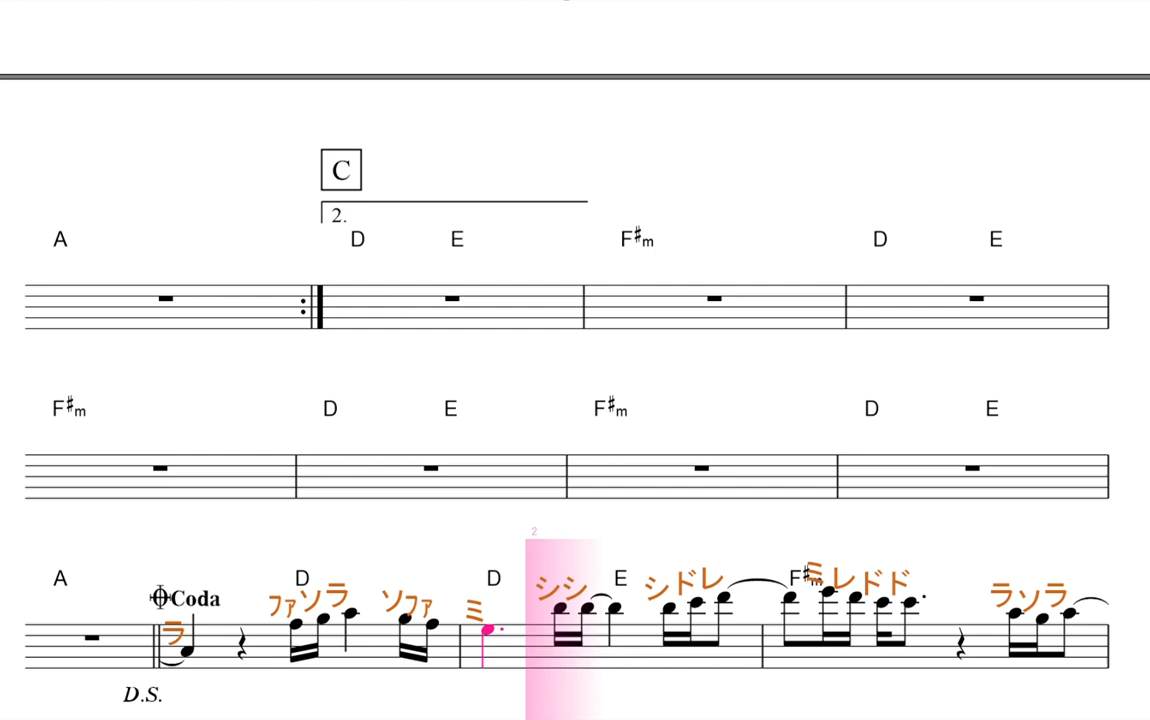 C
2.
A D E F♯m D E
F♯m D E F♯m D E
2
A D D E F♯m
Coda
ラ ファソラ ソファ ミ シシ シドレ ミレドド ラソラ
D.S.